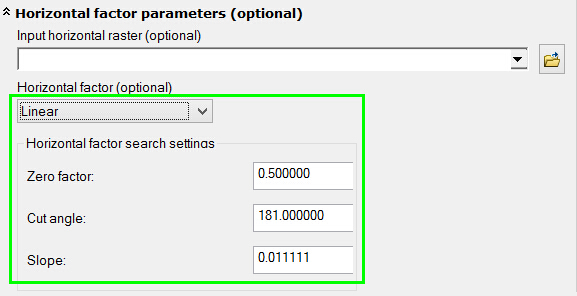 Horizontal factor parameters (optional)
Input horizontal raster (optional)
Horizontal factor (optional)
Linear
Horizontal factor search settings
Zero factor: 0.500000
Cut angle: 181.000000
Slope: 0.011111